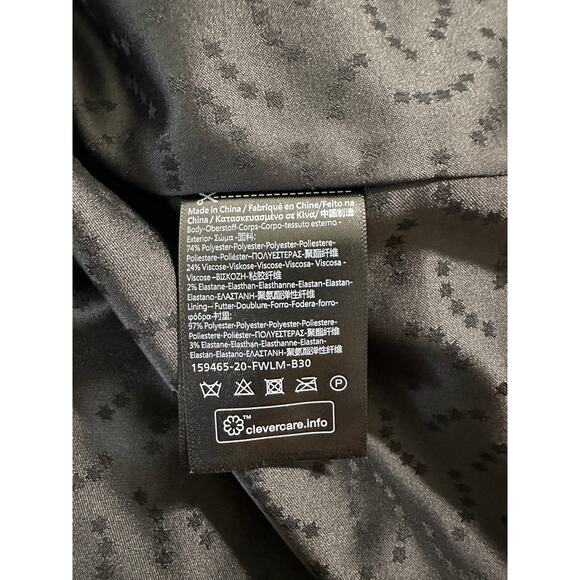 Made in China / Fabriqué en Chine/Feito na
China / Κατασκευασμένο σε Κίνα/中国制造
Body-Oberstoff-Corps-Corpo-tessuto esterno -
Exterior- Σώμα -面料:
74% Polyester-Polyester-Polyester-Poliestere-
Poliestere-Poliéster-ΠΟΛΥΕΣΤΕΡΑΣ-聚酯纤维
24% Viscose-Viskose-Viscose-Viscosa- Viscosa -
Viscose –ΒΙΣΚΟΖΗ-粘胶纤维
2% Elastane-Elasthan-Elasthanne-Elastan-Elastan-
Elastano-ΕΛΑΣΤΑΝΗ-聚氨酯弹性纤维
Lining--Futter-Doublure-Forro-Fodera-forro-
φόδρα-衬里:
97% Polyester-Polyester-Polyester-Poliestere-
Poliestere-Poliéster-ΠΟΛΥΕΣΤΕΡΑΣ-聚酯纤维
3% Elastane-Elasthan-Elasthanne-Elastan-
Elastan-Elastano-ΕΛΑΣΤΑΝΗ-聚氨酯弹性纤维
159465-20-FWLM-B30
P
™
clevercare.info